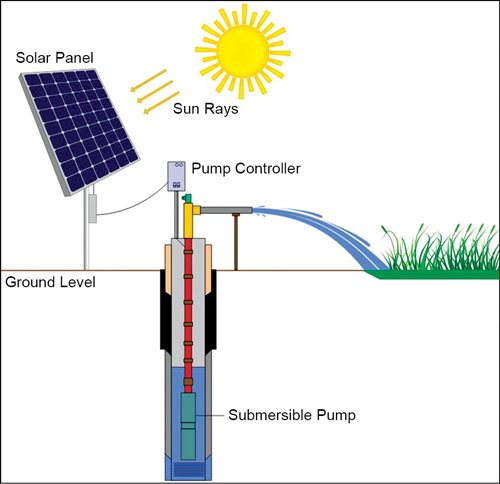 Solar Panel
Sun Rays
Pump Controller
Ground Level
Submersible Pump